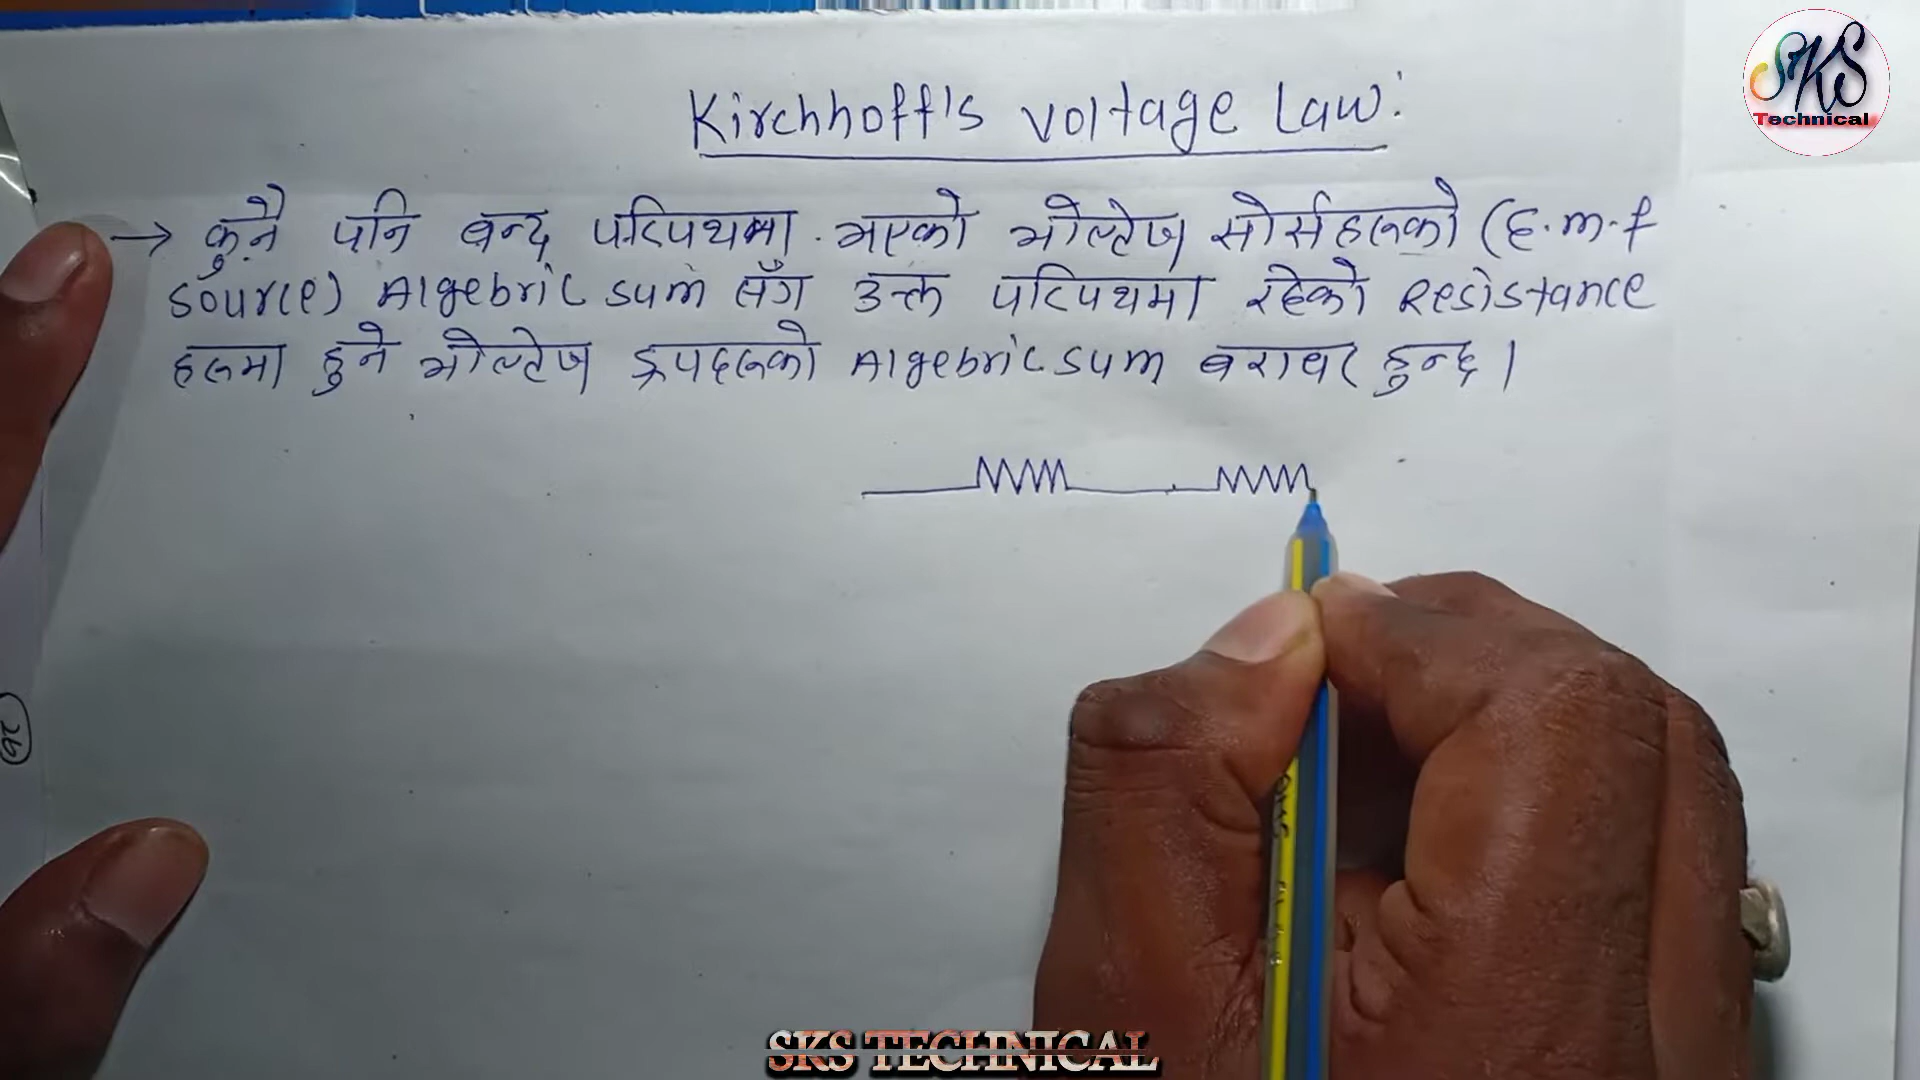 Kirchhoff's voltage Law:
→ कुनै पनि बन्द परिपथमा भएको भोल्टेज सोर्सहरुको (e.m.f
source) Algebric sum सँग उक्त परिपथमा रहेको Resistance
हरुमा हुने भोल्टेज ड्रपहरुको Algebric sum बराबर हुन्छ।
SKS
Technical
SKS TECHNICAL